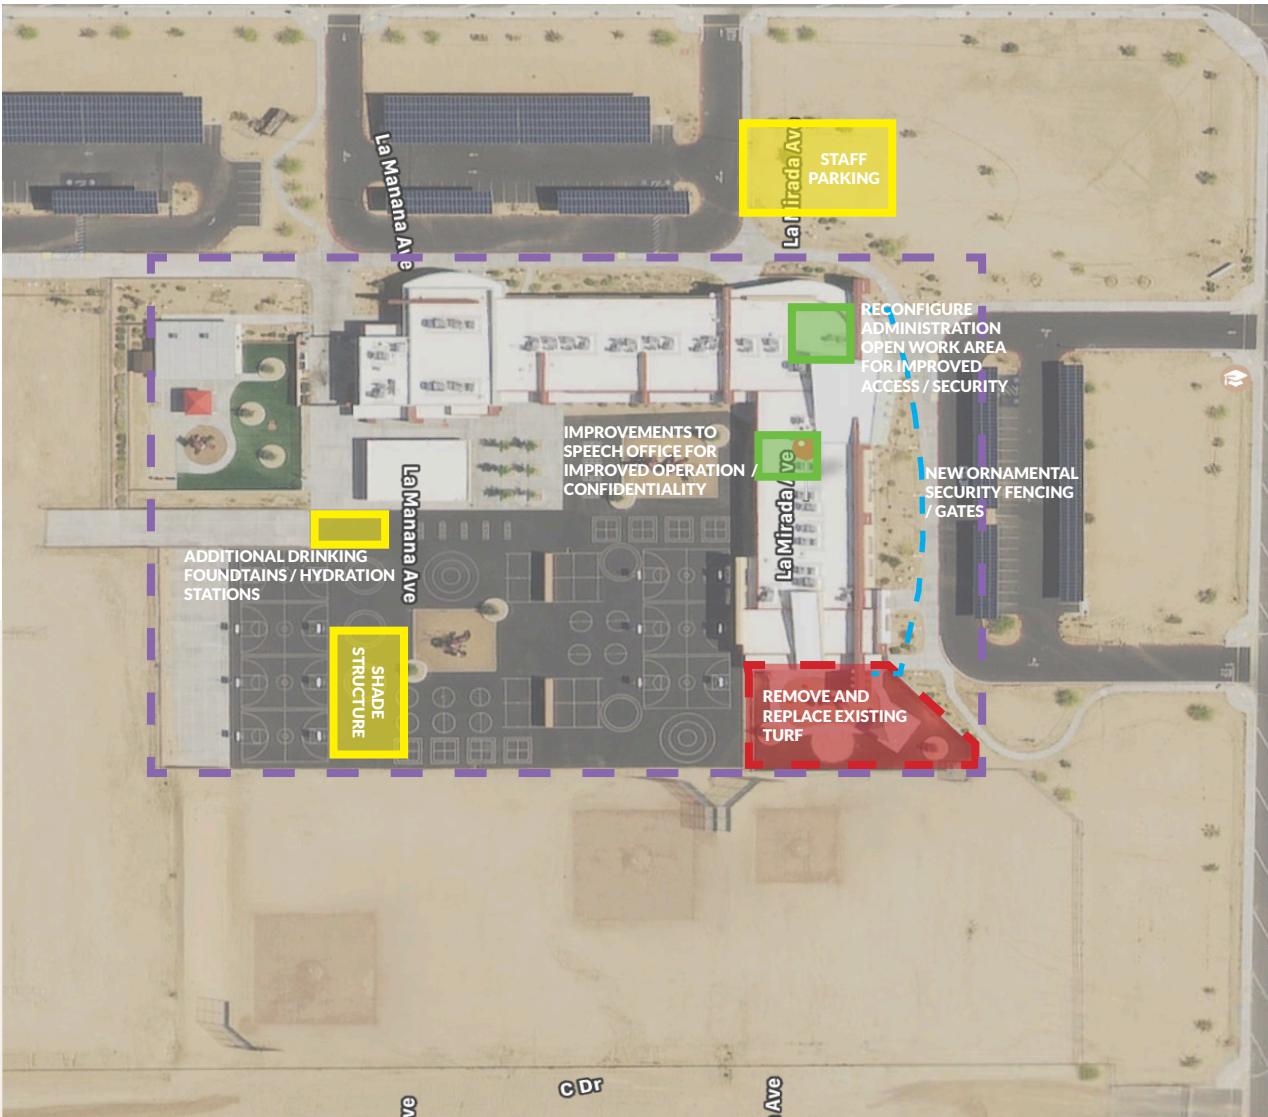 La Manana Ave
La Mirada Ave
STAFF
PARKING
RECONFIGURE
ADMINISTRATION
OPEN WORK AREA
FOR IMPROVED
ACCESS / SECURITY
IMPROVEMENTS TO
SPEECH OFFICE FOR
IMPROVED OPERATION /
CONFIDENTIALITY
La Mirada Ave
La Manana Ave
NEW ORNAMENTAL
SECURITY FENCING
/ GATES
ADDITIONAL DRINKING
FOUNDTAINS / HYDRATION
STATIONS
SHADE
STRUCTURE
REMOVE AND
REPLACE EXISTING
TURF
C Dr
ve
Ave